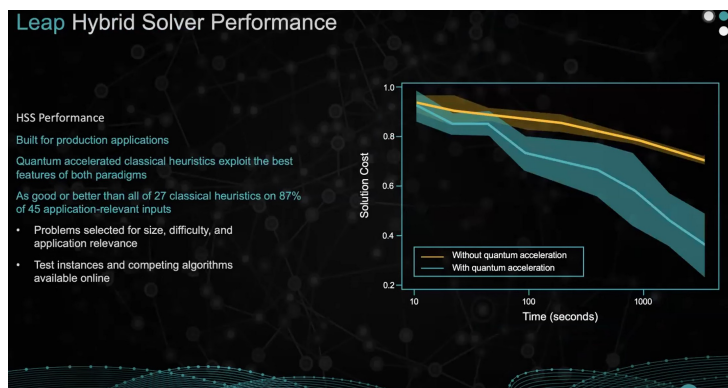 Leap Hybrid Solver Performance
HSS Performance
Built for production applications
Quantum accelerated classical heuristics exploit the best
features of both paradigms
As good or better than all of 27 classical heuristics on 87%
of 45 application-relevant inputs
• Problems selected for size, difficulty, and
application relevance
• Test instances and competing algorithms
available online
Solution Cost
1.0
0.8
0.6
0.4
0.2
Without quantum acceleration
With quantum acceleration
10
100
1000
Time (seconds)